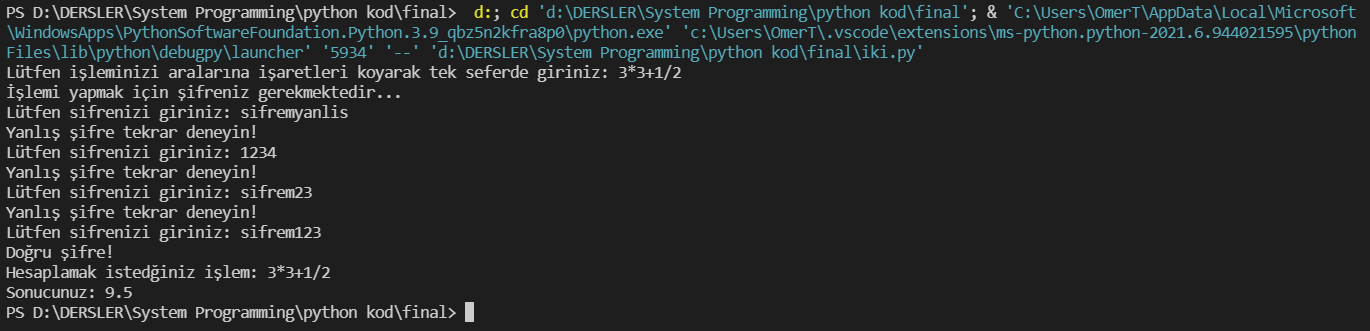 PS D:\DERSLER\System Programming\python kod\final>  d:; cd 'd:\DERSLER\System Programming\python kod\final'; & 'C:\Users\OmerT\AppData\Local\Microsoft
\WindowsApps\PythonSoftwareFoundation.Python.3.9_qbz5n2kfra8p0\python.exe' 'c:\Users\OmerT\.vscode\extensions\ms-python.python-2021.6.944021595\python
Files\lib\python\debugpy\launcher' '5934' '--' 'd:\DERSLER\System Programming\python kod\final\iki.py'
Lütfen işleminizi aralarına işaretleri koyarak tek seferde giriniz: 3*3+1/2
İşlemi yapmak için şifreniz gerekmektedir...
Lütfen sifrenizi giriniz: sifremyanlis
Yanlış şifre tekrar deneyin!
Lütfen sifrenizi giriniz: 1234
Yanlış şifre tekrar deneyin!
Lütfen sifrenizi giriniz: sifrem23
Yanlış şifre tekrar deneyin!
Lütfen sifrenizi giriniz: sifrem123
Doğru şifre!
Hesaplamak istedğiniz işlem: 3*3+1/2
Sonucunuz: 9.5
PS D:\DERSLER\System Programming\python kod\final>